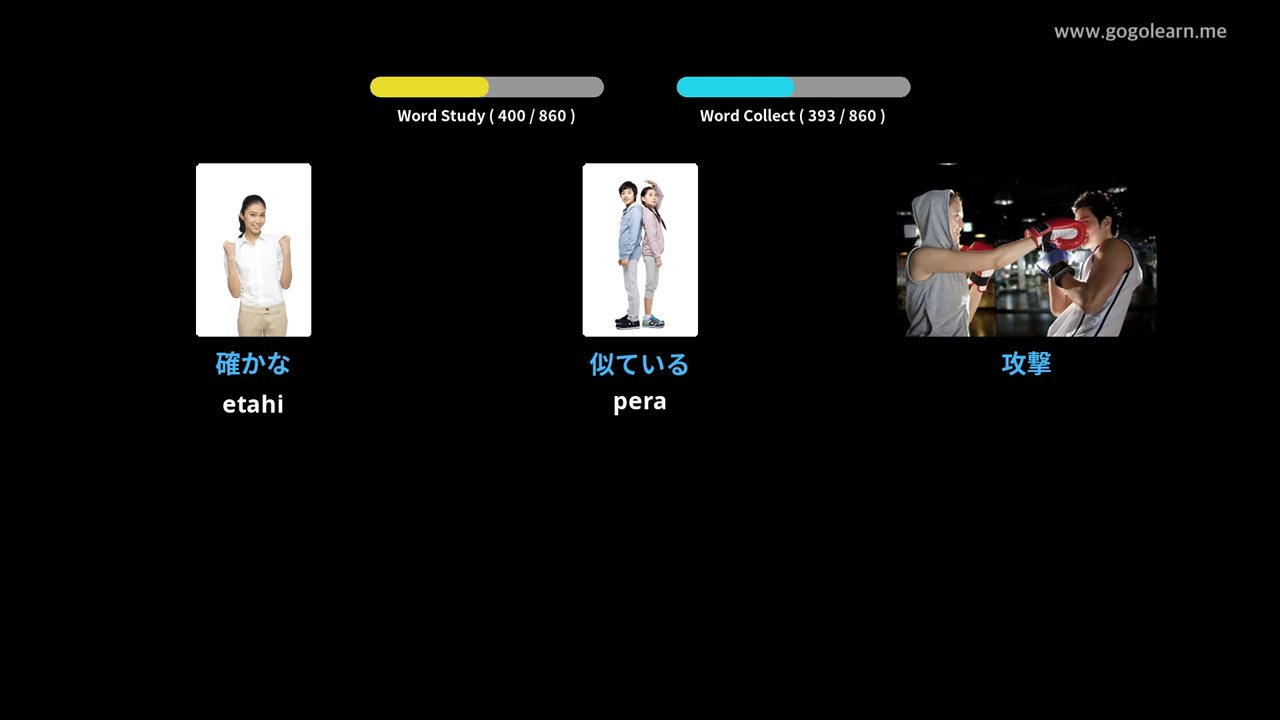 www.gogolearn.me
Word Study ( 400 / 860 )
Word Collect ( 393 / 860 )
確かな
etahi
似ている
pera
攻撃